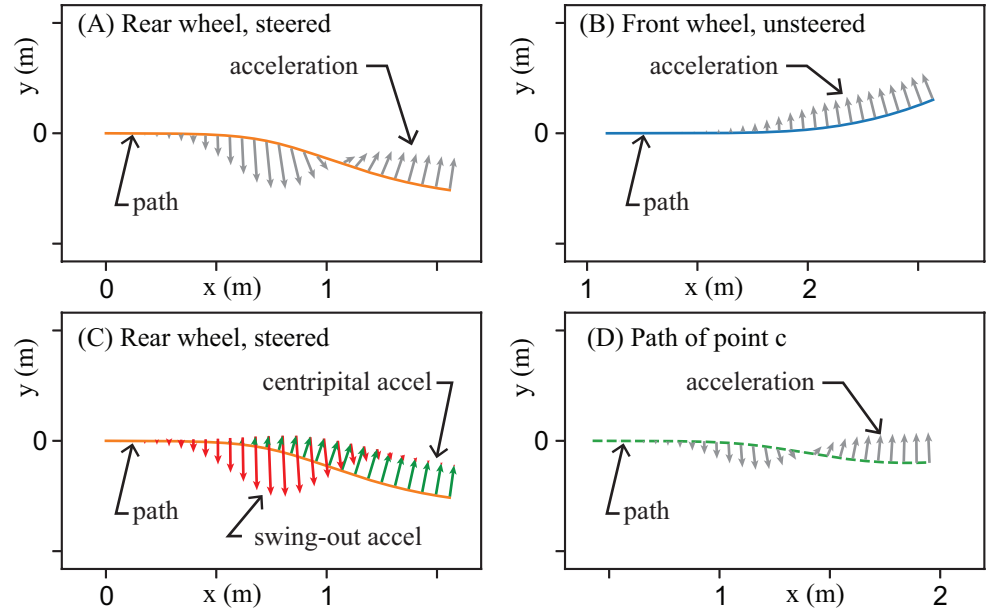 (A) Rear wheel, steered
acceleration
y (m)
0
path
0
x (m)
1
(B) Front wheel, unsteered
acceleration
y (m)
0
path
1
x (m)
2
(C) Rear wheel, steered
centripital accel
y (m)
0
path
swing-out accel
0
x (m)
1
(D) Path of point c
acceleration
y (m)
0
path
1
x (m)
2